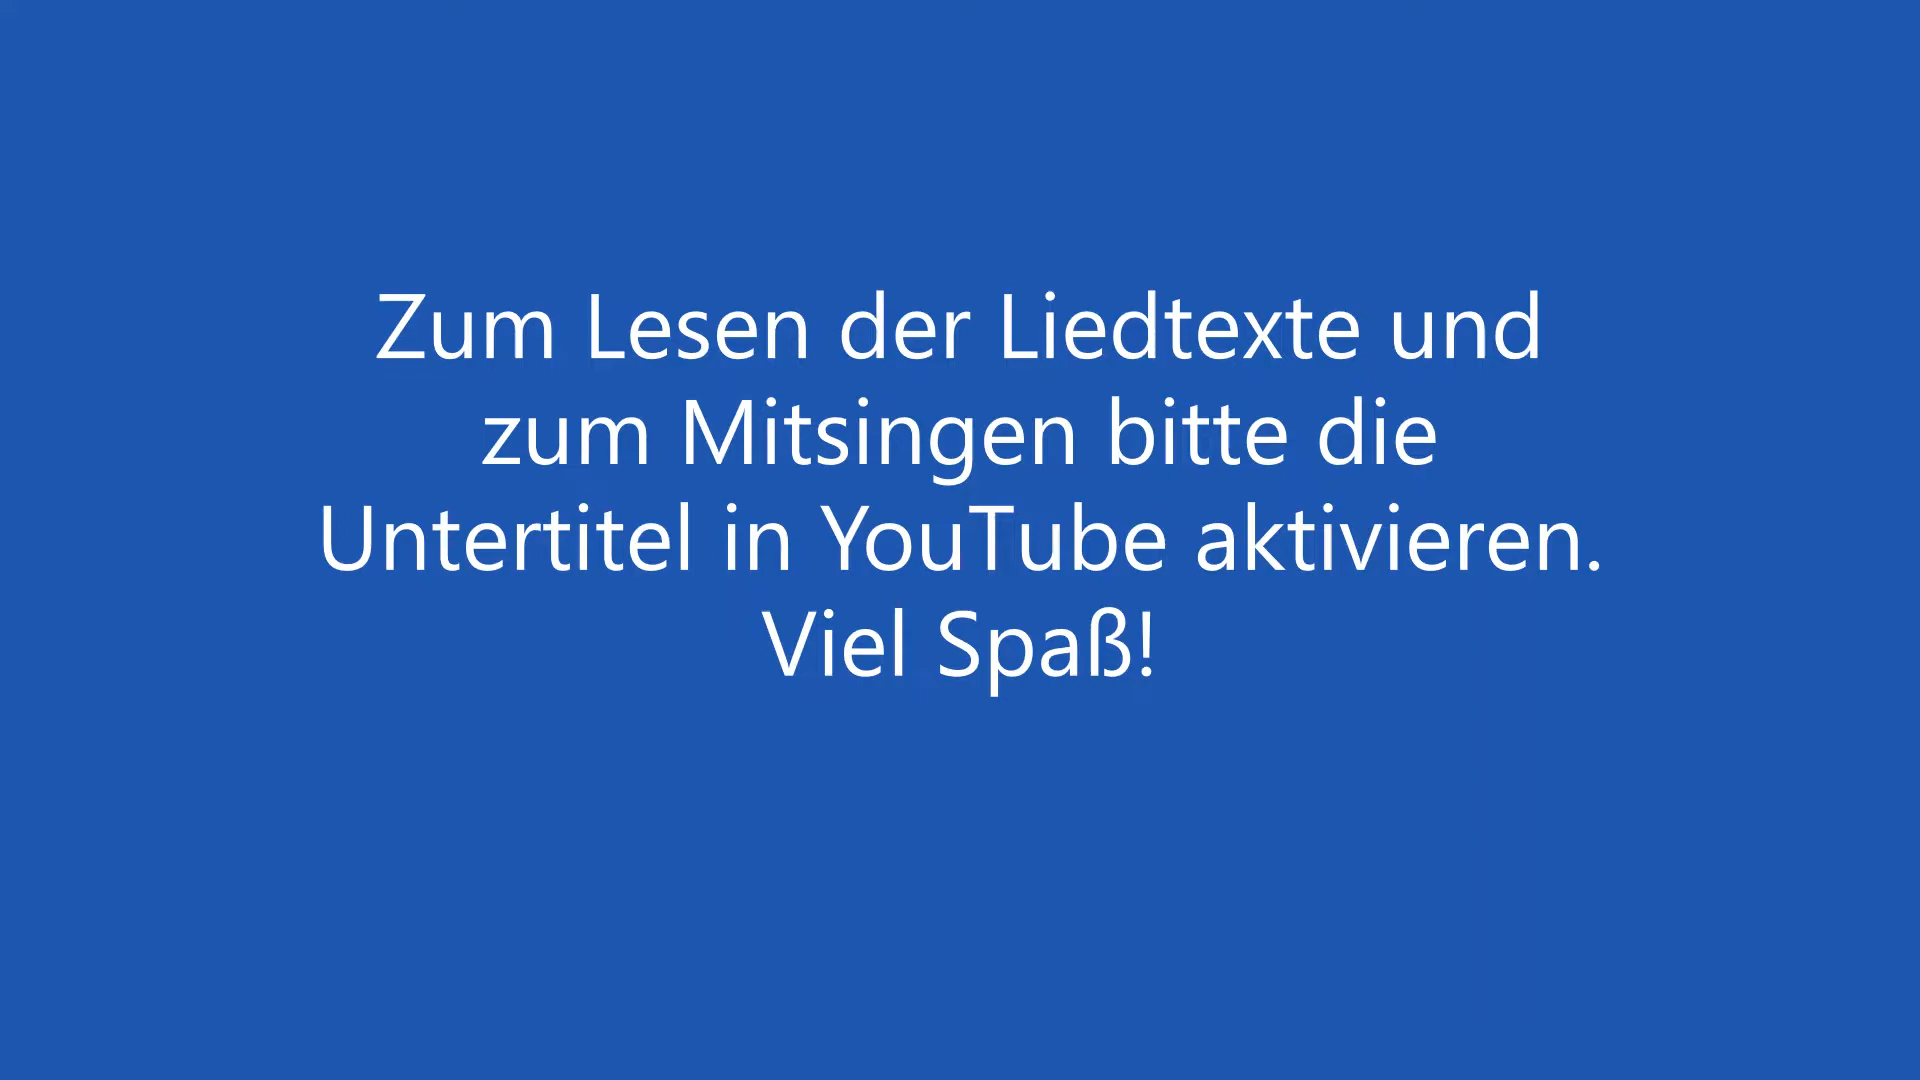 Zum Lesen der Liedtexte und
zum Mitsingen bitte die
Untertitel in YouTube aktivieren.
Viel Spaß!